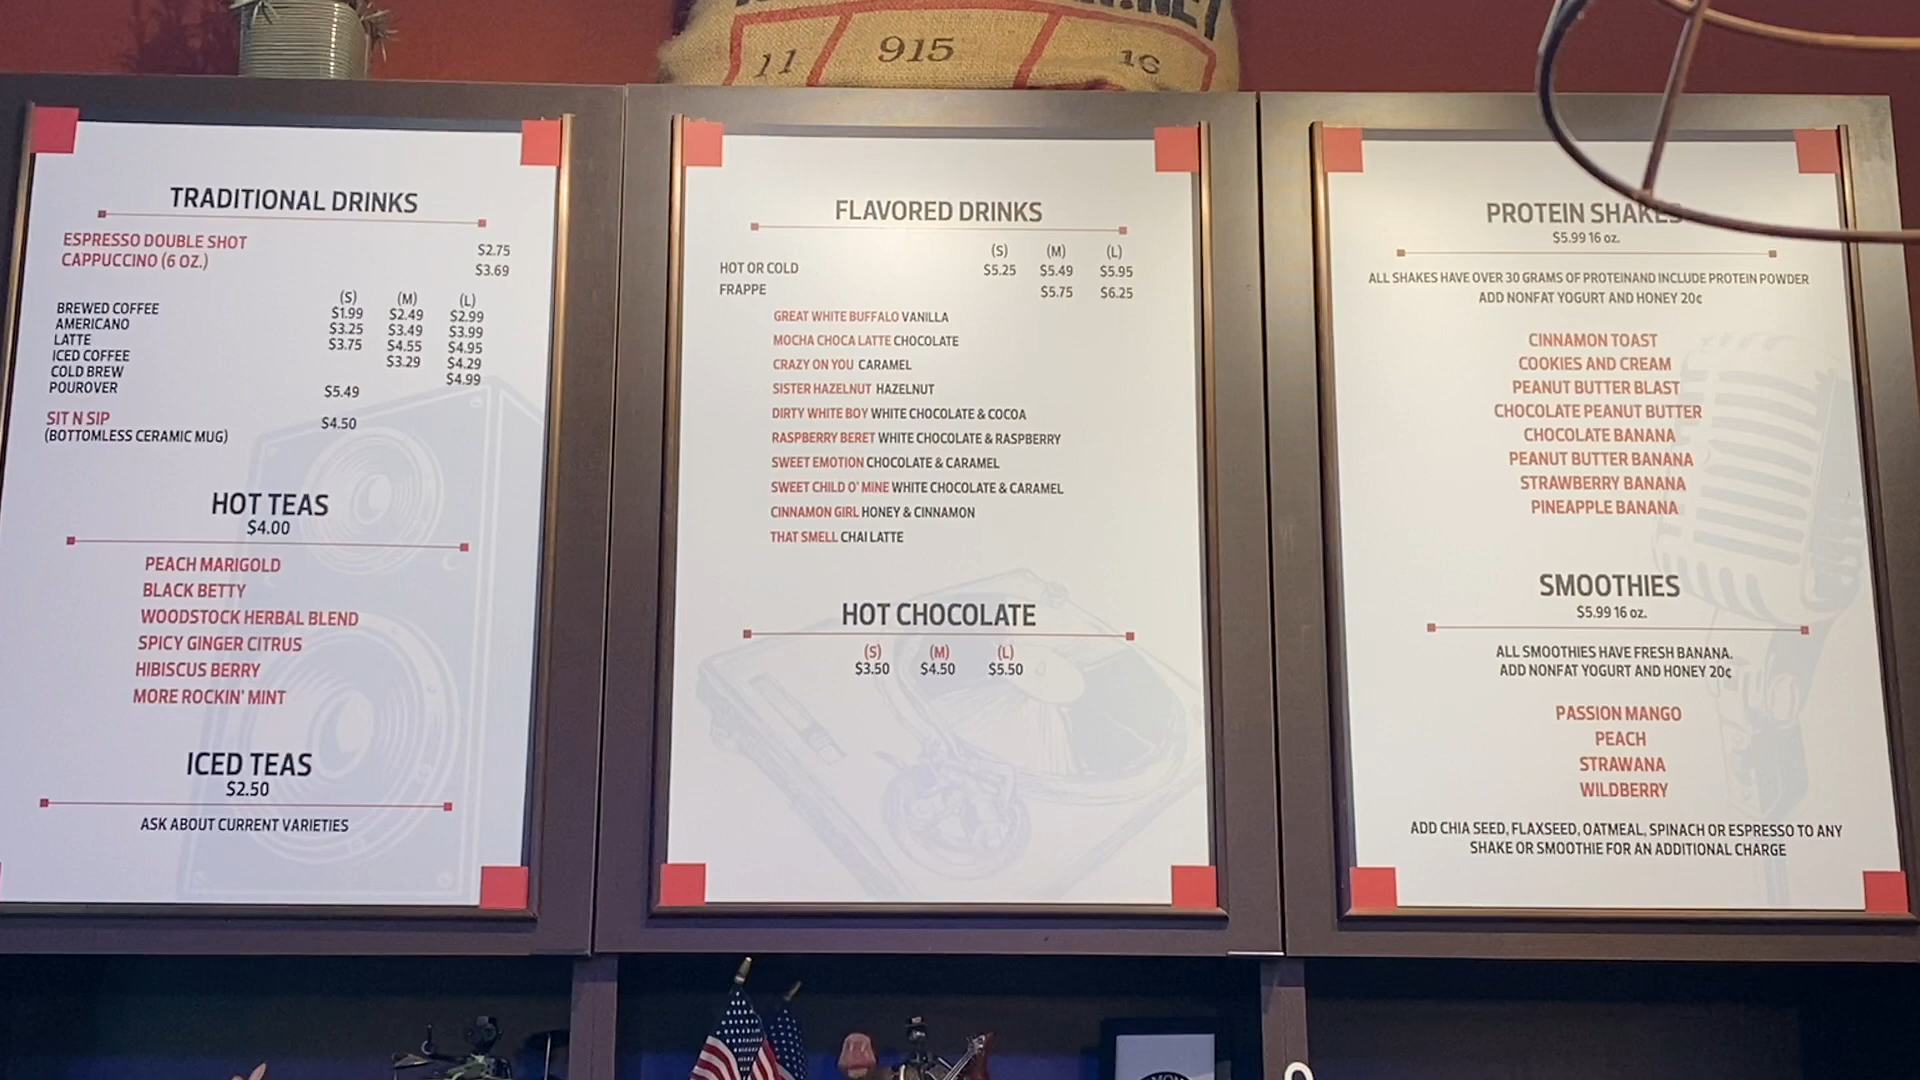 11 915 16
TRADITIONAL DRINKS
ESPRESSO DOUBLE SHOT $2.75
CAPPUCCINO (6 OZ.) $3.69
(S) (M) (L)
BREWED COFFEE $1.99 $2.49 $2.99
AMERICANO $3.25 $3.49 $3.99
LATTE $3.75 $4.55 $4.95
ICED COFFEE $3.29 $4.29
COLD BREW $4.99
POUROVER $5.49
SIT N SIP $4.50
(BOTTOMLESS CERAMIC MUG)
HOT TEAS
$4.00
PEACH MARIGOLD
BLACK BETTY
WOODSTOCK HERBAL BLEND
SPICY GINGER CITRUS
HIBISCUS BERRY
MORE ROCKIN' MINT
ICED TEAS
$2.50
ASK ABOUT CURRENT VARIETIES
FLAVORED DRINKS
(S) (M) (L)
HOT OR COLD $5.25 $5.49 $5.95
FRAPPE $5.75 $6.25
GREAT WHITE BUFFALO VANILLA
MOCHA CHOCA LATTE CHOCOLATE
CRAZY ON YOU CARAMEL
SISTER HAZELNUT HAZELNUT
DIRTY WHITE BOY WHITE CHOCOLATE & COCOA
RASPBERRY BERET WHITE CHOCOLATE & RASPBERRY
SWEET EMOTION CHOCOLATE & CARAMEL
SWEET CHILD O' MINE WHITE CHOCOLATE & CARAMEL
CINNAMON GIRL HONEY & CINNAMON
THAT SMELL CHAI LATTE
HOT CHOCOLATE
(S) (M) (L)
$3.50 $4.50 $5.50
PROTEIN SHAKES
$5.99 16 oz.
ALL SHAKES HAVE OVER 30 GRAMS OF PROTEINAND INCLUDE PROTEIN POWDER
ADD NONFAT YOGURT AND HONEY 20¢
CINNAMON TOAST
COOKIES AND CREAM
PEANUT BUTTER BLAST
CHOCOLATE PEANUT BUTTER
CHOCOLATE BANANA
PEANUT BUTTER BANANA
STRAWBERRY BANANA
PINEAPPLE BANANA
SMOOTHIES
$5.99 16 oz.
ALL SMOOTHIES HAVE FRESH BANANA.
ADD NONFAT YOGURT AND HONEY 20¢
PASSION MANGO
PEACH
STRAWANA
WILDBERRY
ADD CHIA SEED, FLAXSEED, OATMEAL, SPINACH OR ESPRESSO TO ANY
SHAKE OR SMOOTHIE FOR AN ADDITIONAL CHARGE